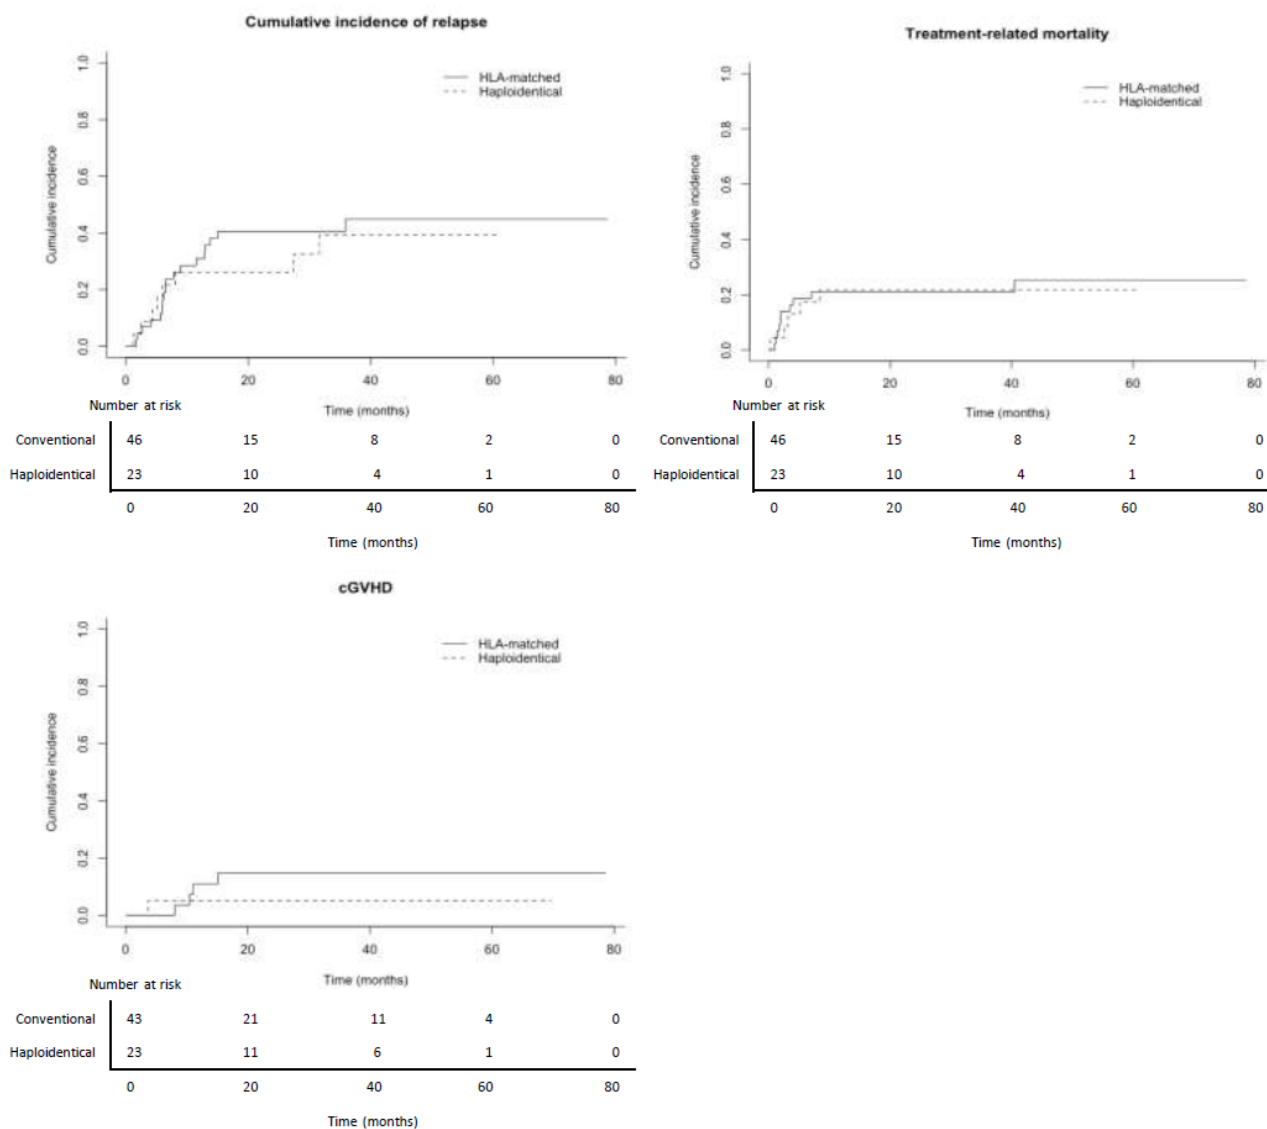 Cumulative incidence of relapse
Cumulative incidence
1.0
0.8
0.6
0.4
0.2
0.0
HLA-matched
Haploidentical
0 20 40 60 80
Time (months)
Number at risk
Conventional 46 15 8 2 0
Haploidentical 23 10 4 1 0
0 20 40 60 80
Time (months)
Treatment-related mortality
Cumulative incidence
1.0
0.8
0.6
0.4
0.2
0.0
HLA-matched
Haploidentical
0 20 40 60 80
Time (months)
Number at risk
Conventional 46 15 8 2 0
Haploidentical 23 10 4 1 0
0 20 40 60 80
Time (months)
cGVHD
Cumulative incidence
1.0
0.8
0.6
0.4
0.2
0.0
HLA-matched
Haploidentical
0 20 40 60 80
Time (months)
Number at risk
Conventional 43 21 11 4 0
Haploidentical 23 11 6 1 0
0 20 40 60 80
Time (months)